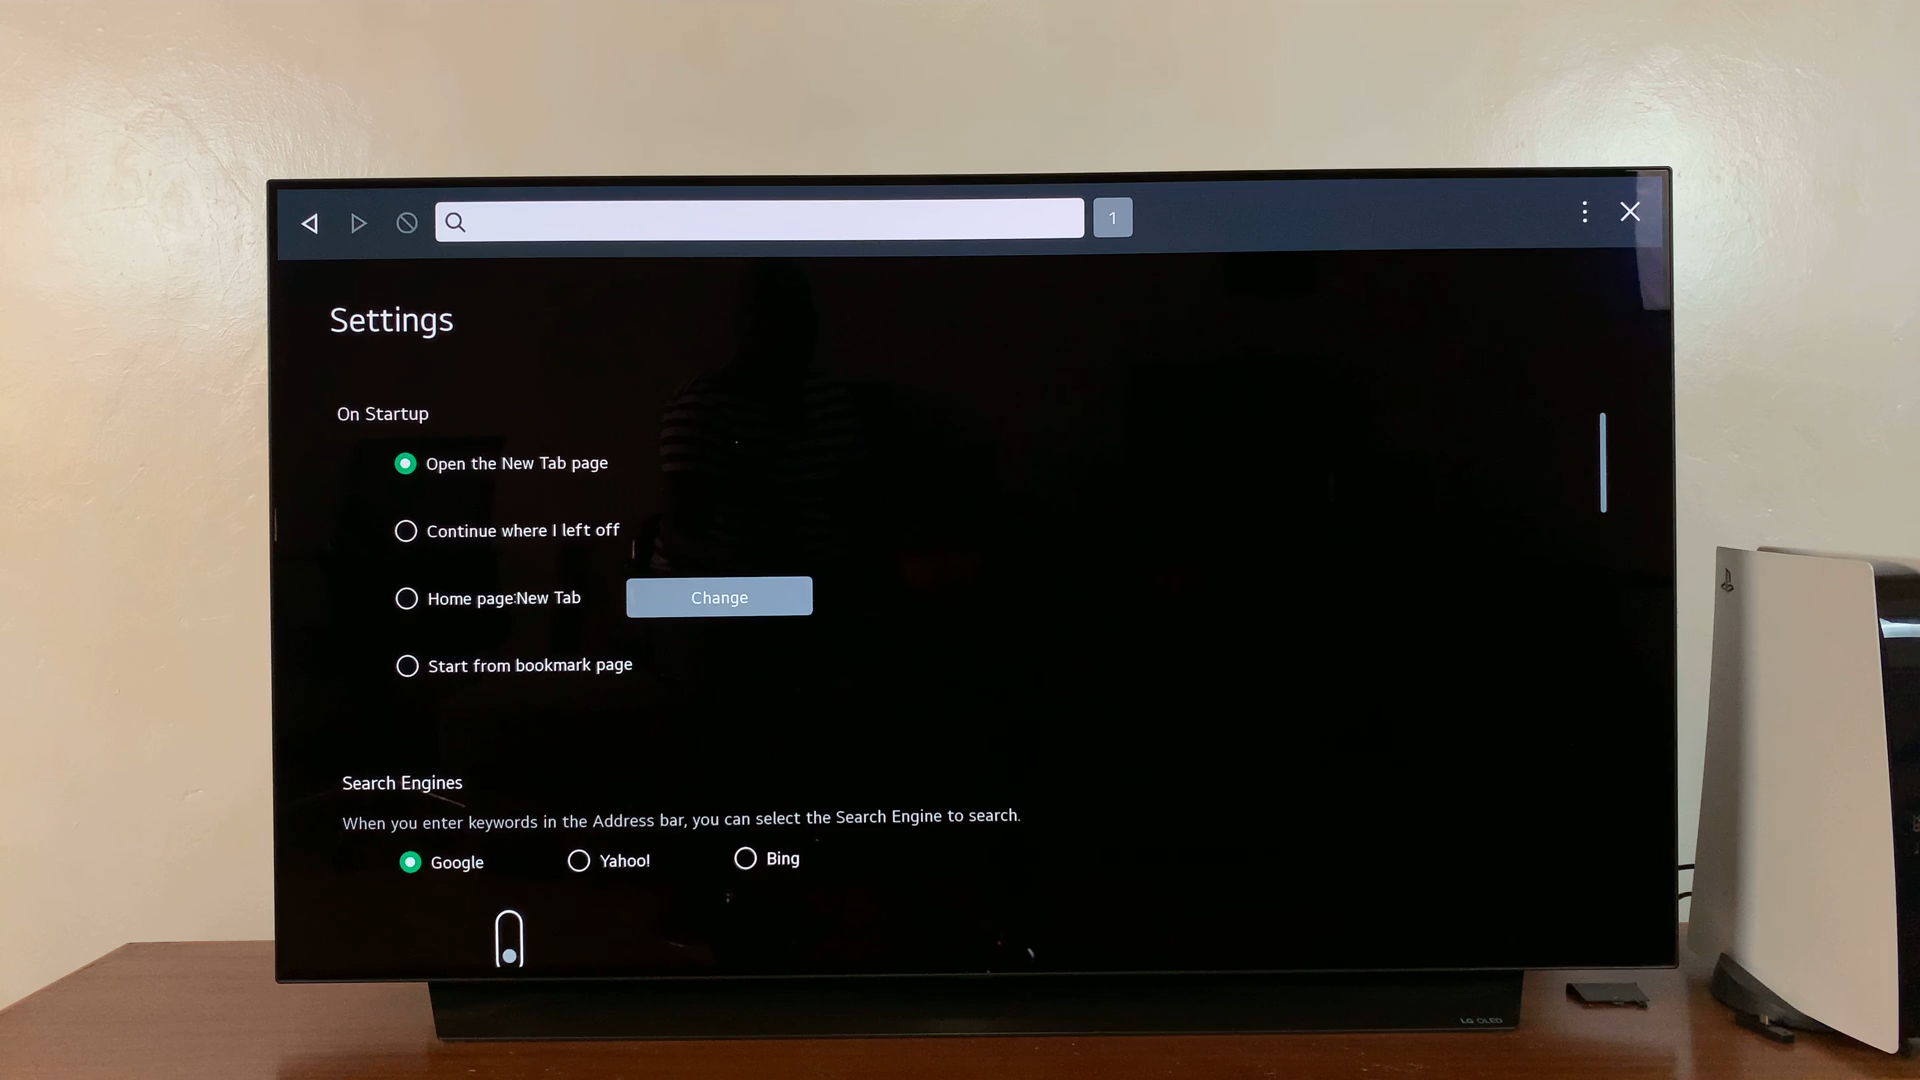 1
Settings
On Startup
Open the New Tab page
Continue where I left off
Home page:New Tab
Change
Start from bookmark page
Search Engines
When you enter keywords in the Address bar, you can select the Search Engine to search.
Google
Yahoo!
Bing
LG OLED